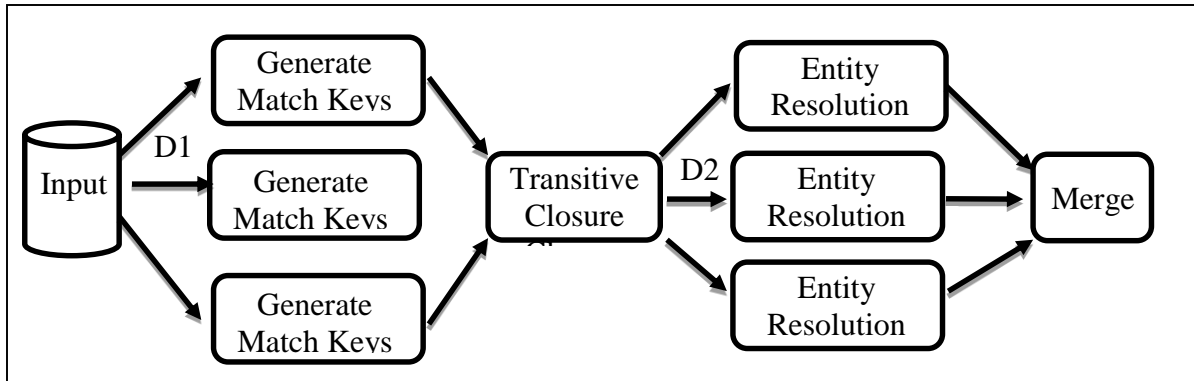 Input
D1
Generate
Match Keys
Generate
Match Keys
Generate
Match Keys
Transitive
Closure
D2
Entity
Resolution
Entity
Resolution
Entity
Resolution
Merge